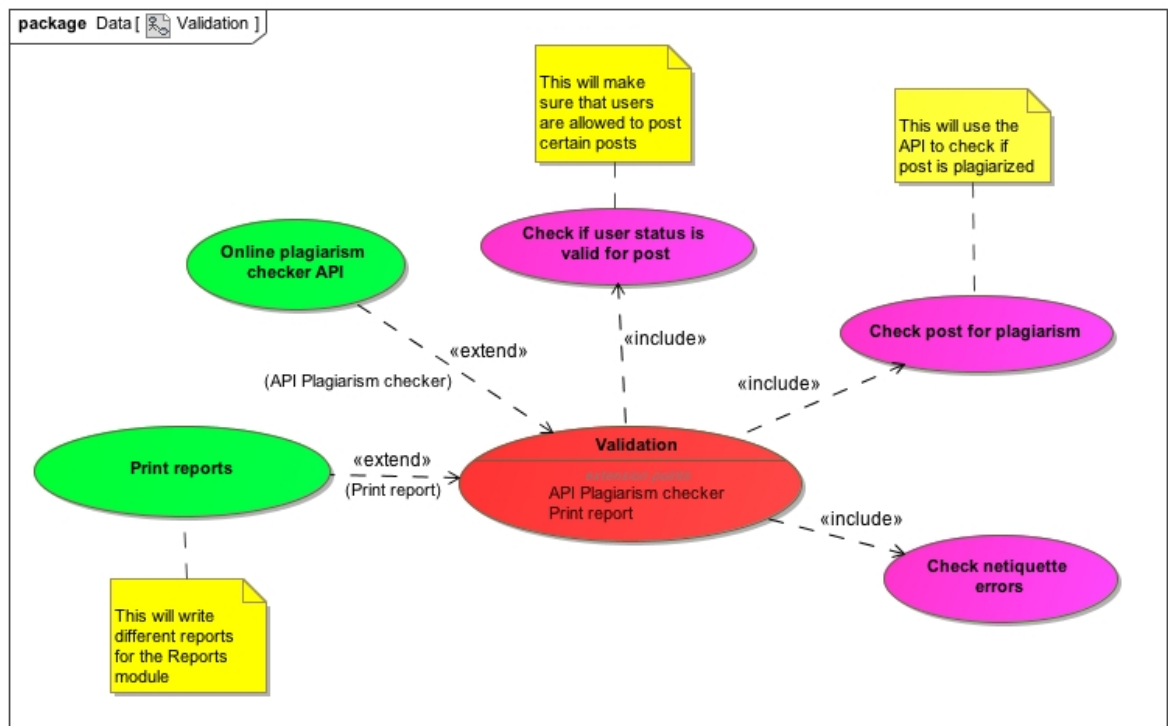 package Data [ Validation ]
This will make
sure that users
are allowed to post
certain posts
This will use the
API to check if
post is plagiarized
Check if user status is
valid for post
Online plagiarism
checker API
Check post for plagiarism
«extend»
(API Plagiarism checker)
«include»
«include»
Print reports
«extend»
(Print report)
Validation
extension points
API Plagiarism checker
Print report
«include»
Check netiquette
errors
This will write
different reports
for the Reports
module